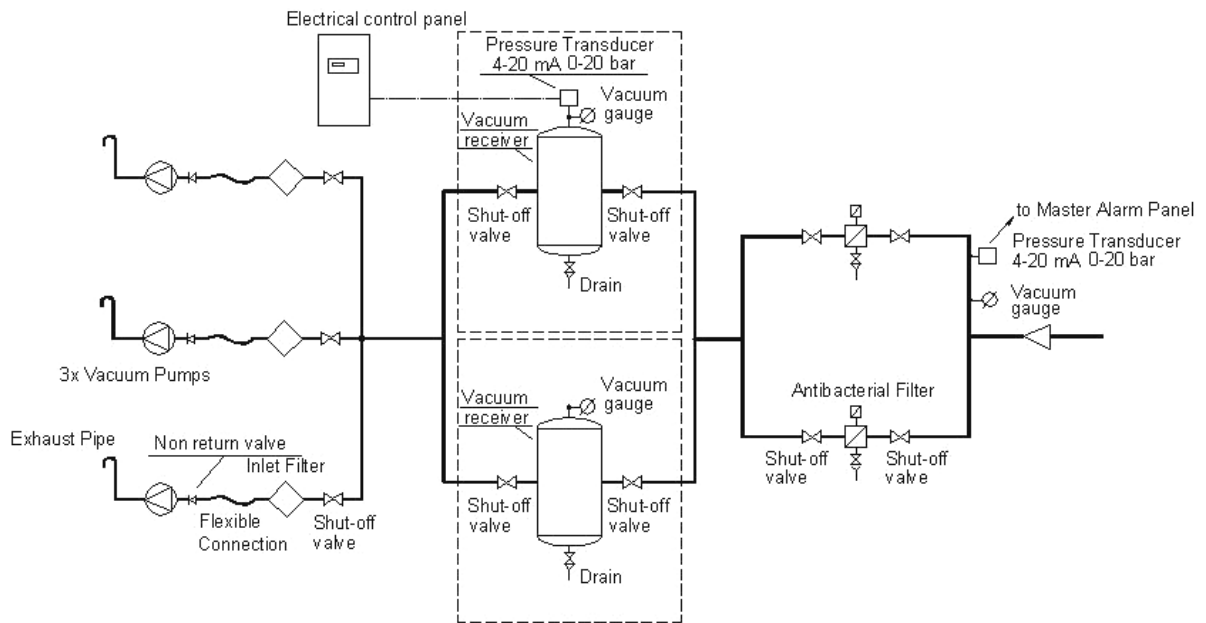 Electrical control panel
Pressure Transducer
4-20 mA 0-20 bar
Vacuum
gauge
Vacuum
receiver
Shut-off
valve
Shut-off
valve
Drain
to Master Alarm Panel
Pressure Transducer
4-20 mA 0-20 bar
Vacuum
gauge
3x Vacuum Pumps
Vacuum
gauge
Vacuum
receiver
Antibacterial Filter
Exhaust Pipe
Non return valve
Inlet Filter
Flexible
Connection
Shut-off
valve
Shut-off
valve
Shut-off
valve
Shut-off
valve
Shut-off
valve
Drain